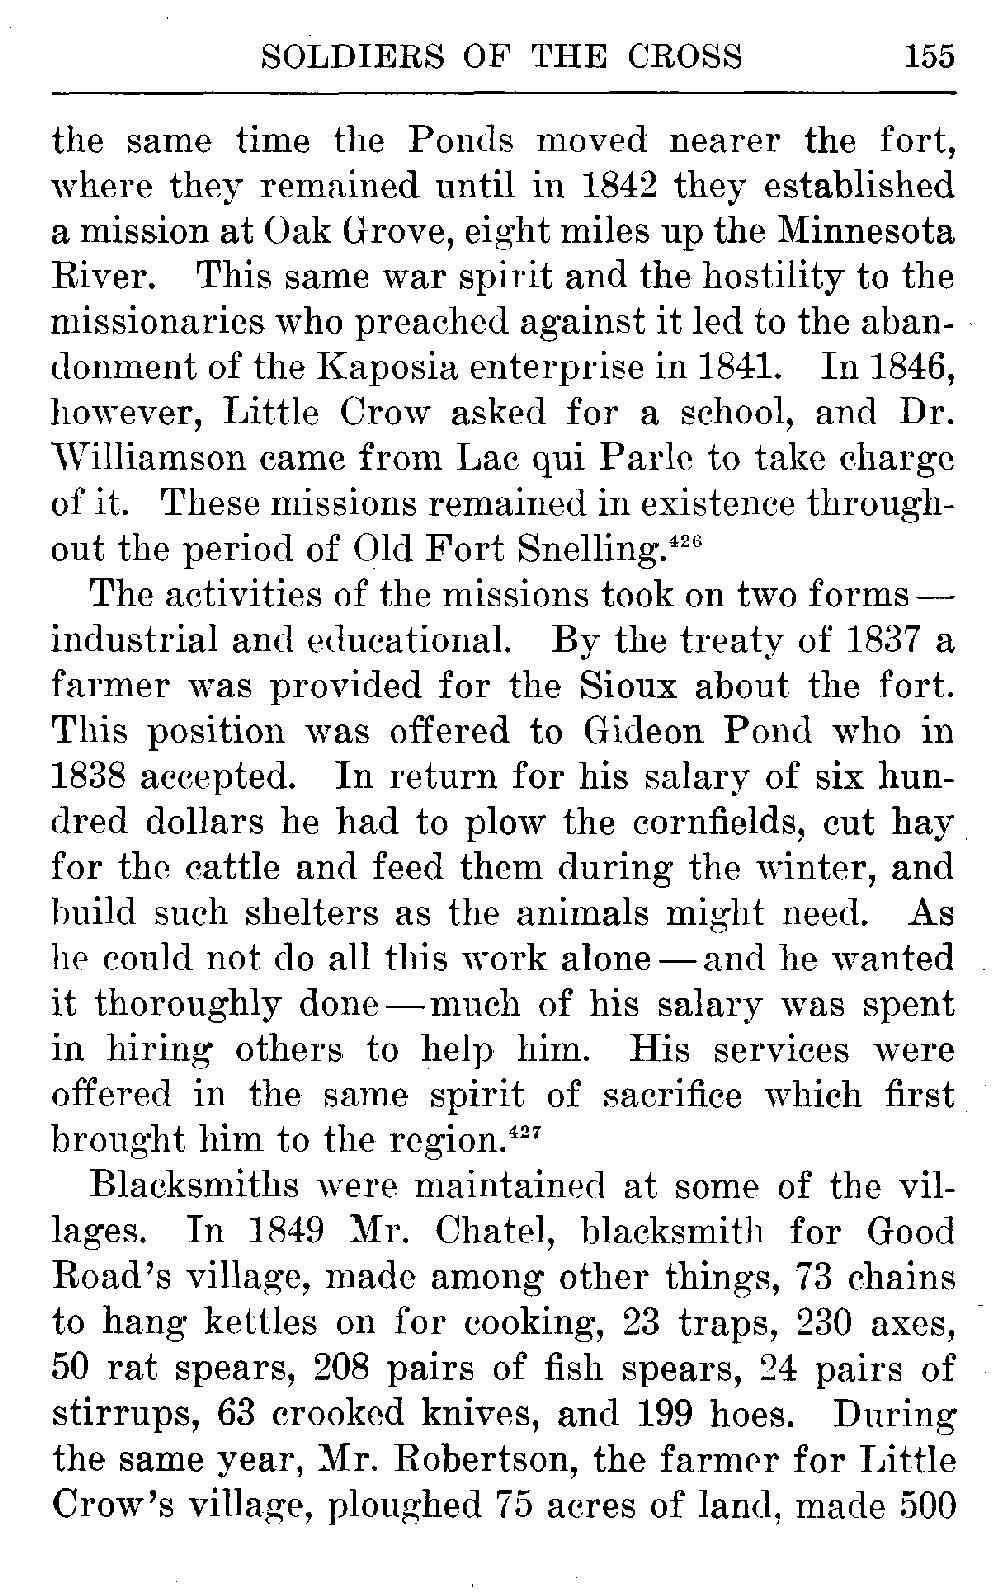 SOLDIERS OF THE CROSS 155
the same time the Ponds moved nearer the fort,
where they remained until in 1842 they established
a mission at Oak Grove, eight miles up the Minnesota
River. This same war spirit and the hostility to the
missionaries who preached against it led to the aban-
donment of the Kaposia enterprise in 1841. In 1846,
however, Little Crow asked for a school, and Dr.
Williamson came from Lac qui Parle to take charge
of it. These missions remained in existence through-
out the period of Old Fort Snelling.⁴²⁶
The activities of the missions took on two forms—
industrial and educational. By the treaty of 1837 a
farmer was provided for the Sioux about the fort.
This position was offered to Gideon Pond who in
1838 accepted. In return for his salary of six hun-
dred dollars he had to plow the cornfields, cut hay
for the cattle and feed them during the winter, and
build such shelters as the animals might need. As
he could not do all this work alone—and he wanted
it thoroughly done—much of his salary was spent
in hiring others to help him. His services were
offered in the same spirit of sacrifice which first
brought him to the region.⁴²⁷
Blacksmiths were maintained at some of the vil-
lages. In 1849 Mr. Chatel, blacksmith for Good
Road's village, made among other things, 73 chains
to hang kettles on for cooking, 23 traps, 230 axes,
50 rat spears, 208 pairs of fish spears, 24 pairs of
stirrups, 63 crooked knives, and 199 hoes. During
the same year, Mr. Robertson, the farmer for Little
Crow's village, ploughed 75 acres of land, made 500